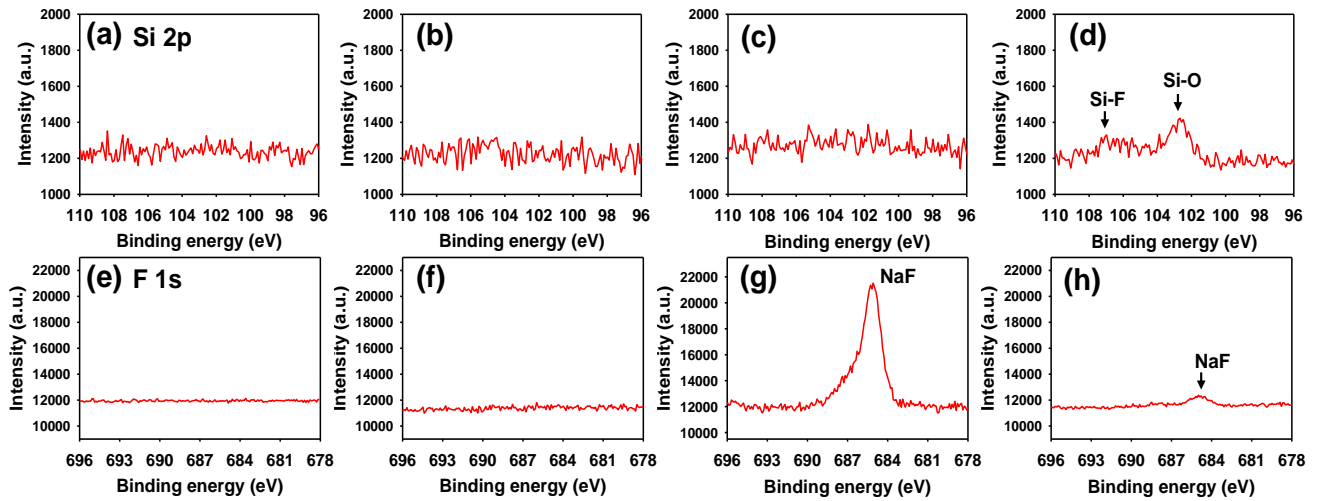 (a) Si 2p
Intensity (a.u.)
2000
1800
1600
1400
1200
1000
110 108 106 104 102 100 98 96
Binding energy (eV)
(b)
Intensity (a.u.)
2000
1800
1600
1400
1200
1000
110 108 106 104 102 100 98 96
Binding energy (eV)
(c)
Intensity (a.u.)
2000
1800
1600
1400
1200
1000
110 108 106 104 102 100 98 96
Binding energy (eV)
(d)
Si-F
Si-O
Intensity (a.u.)
2000
1800
1600
1400
1200
1000
110 108 106 104 102 100 98 96
Binding energy (eV)
(e) F 1s
Intensity (a.u.)
22000
20000
18000
16000
14000
12000
10000
696 693 690 687 684 681 678
Binding energy (eV)
(f)
Intensity (a.u.)
22000
20000
18000
16000
14000
12000
10000
696 693 690 687 684 681 678
Binding energy (eV)
(g)
NaF
Intensity (a.u.)
22000
20000
18000
16000
14000
12000
10000
696 693 690 687 684 681 678
Binding energy (eV)
(h)
NaF
Intensity (a.u.)
22000
20000
18000
16000
14000
12000
10000
696 693 690 687 684 681 678
Binding energy (eV)